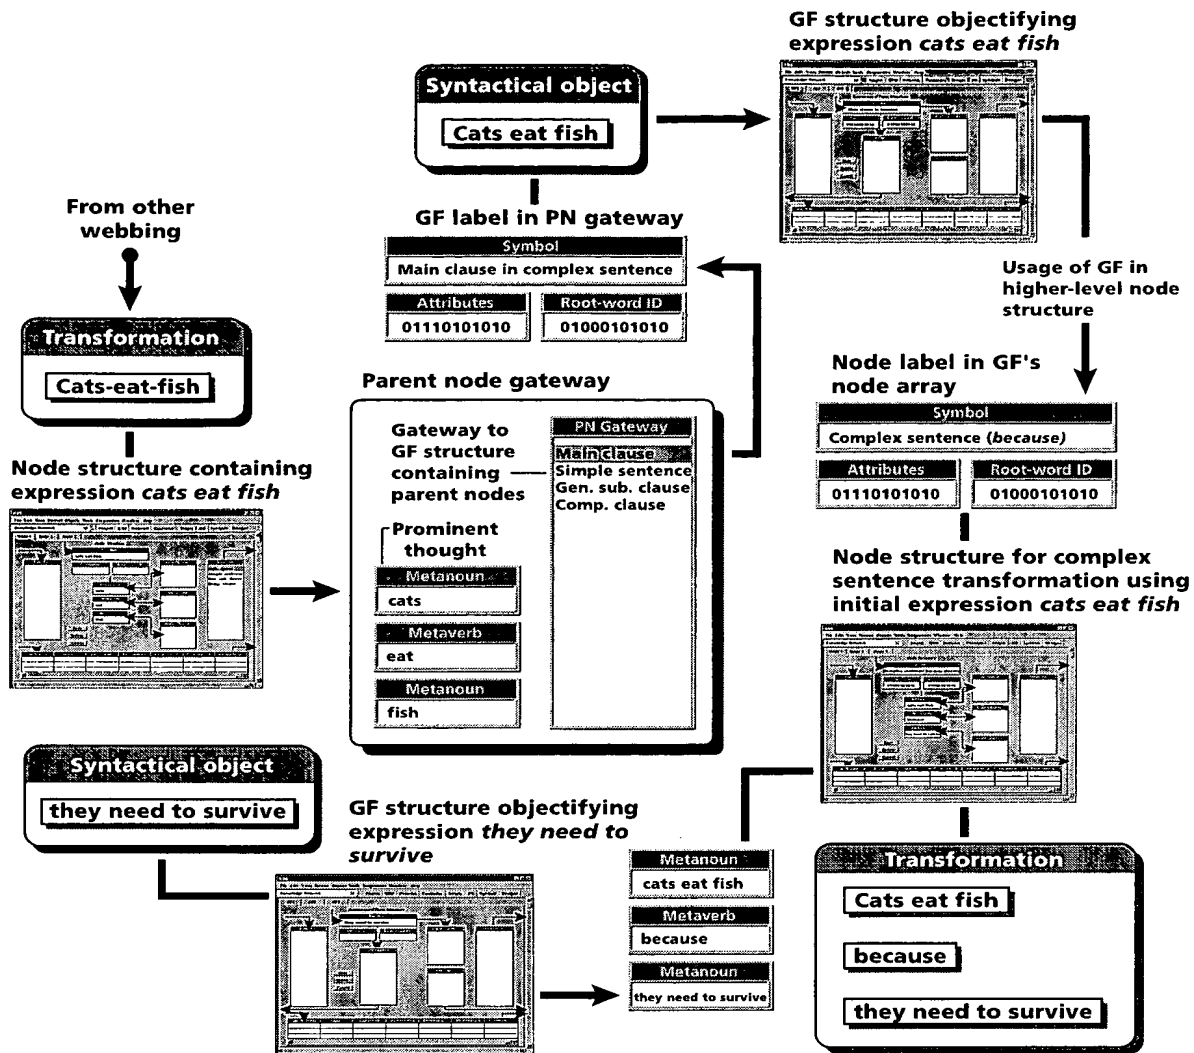 GF structure objectifying
expression cats eat fish
Syntactical object
Cats eat fish
From other
webbing
GF label in PN gateway
Symbol
Main clause in complex sentence
Attributes
Root-word ID
01110101010
01000101010
Usage of GF in
higher-level node
structure
Transformation
Cats-eat-fish
Node label in GF's
node array
Symbol
Complex sentence (because)
Attributes
Root-word ID
01110101010
01000101010
Parent node gateway
Gateway to
GF structure
containing
parent nodes
PN Gateway
Main clause
Simple sentence
Gen. sub. clause
Comp. clause
Prominent
thought
Metanoun
cats
Metaverb
eat
Metanoun
fish
Node structure containing
expression cats eat fish
Node structure for complex
sentence transformation using
initial expression cats eat fish
Syntactical object
they need to survive
GF structure objectifying
expression they need to
survive
Metanoun
cats eat fish
Metaverb
because
Metanoun
they need to survive
Transformation
Cats eat fish
because
they need to survive